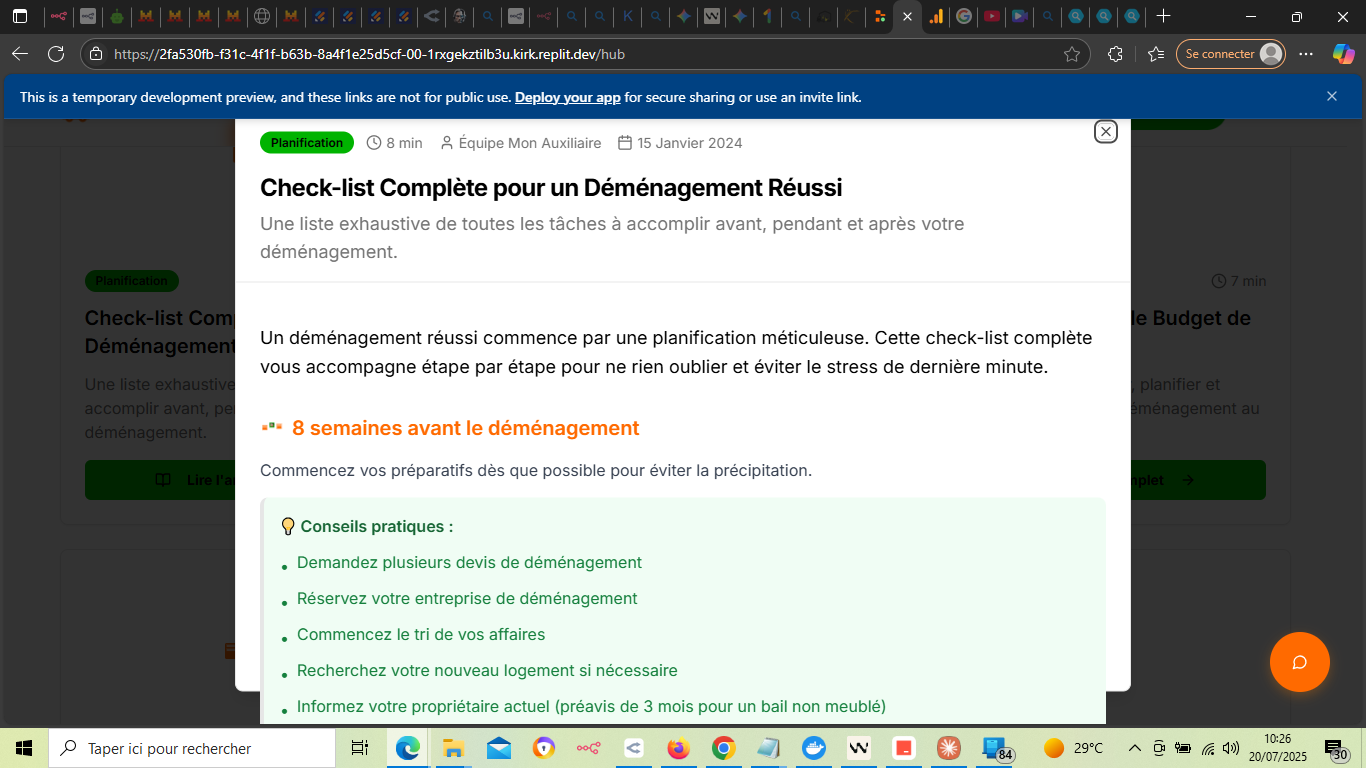 https://2fa530fb-f31c-4f1f-b63b-8a4f1e25d5cf-00-1rxgekztilb3u.kirk.replit.dev/hub
Se connecter
This is a temporary development preview, and these links are not for public use. Deploy your app for secure sharing or use an invite link.
Planification 8 min Équipe Mon Auxiliaire 15 Janvier 2024
Check-list Complète pour un Déménagement Réussi
Une liste exhaustive de toutes les tâches à accomplir avant, pendant et après votre
déménagement.
Planification
7 min
Check-list Com
Déménagement
le Budget de
Une liste exhaustive
accomplir avant, pe
déménagement.
, planifier et
éménagement au
Lire l'a
nplet
Un déménagement réussi commence par une planification méticuleuse. Cette check-list complète
vous accompagne étape par étape pour ne rien oublier et éviter le stress de dernière minute.
8 semaines avant le déménagement
Commencez vos préparatifs dès que possible pour éviter la précipitation.
Conseils pratiques :
• Demandez plusieurs devis de déménagement
• Réservez votre entreprise de déménagement
• Commencez le tri de vos affaires
• Recherchez votre nouveau logement si nécessaire
• Informez votre propriétaire actuel (préavis de 3 mois pour un bail non meublé)
Taper ici pour rechercher
84
29°C
10:26
20/07/2025
30